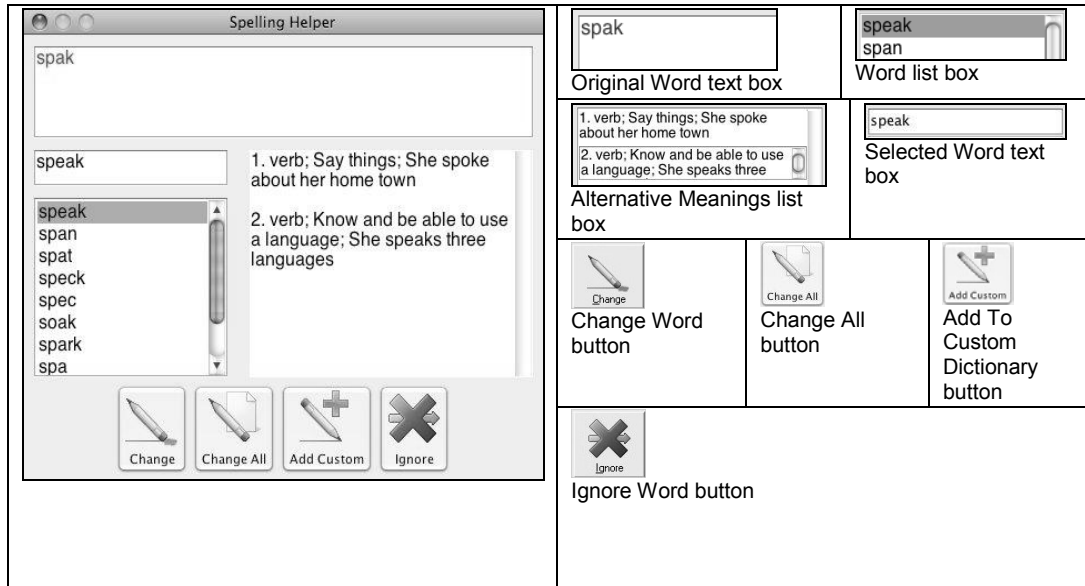 Spelling Helper
spak
speak
speak
span
spat
speck
spec
soak
spark
spa
1. verb; Say things; She spoke
about her home town
2. verb; Know and be able to use
a language; She speaks three
languages
Change
Change All
Add Custom
Ignore
spak
Original Word text box
speak
span
Word list box
1. verb; Say things; She spoke
about her home town
2. verb; Know and be able to use
a language; She speaks three
Alternative Meanings list
box
speak
Selected Word text
box
Change
Change Word
button
Change All
Change All
button
Add Custom
Add To
Custom
Dictionary
button
Ignore
Ignore Word button